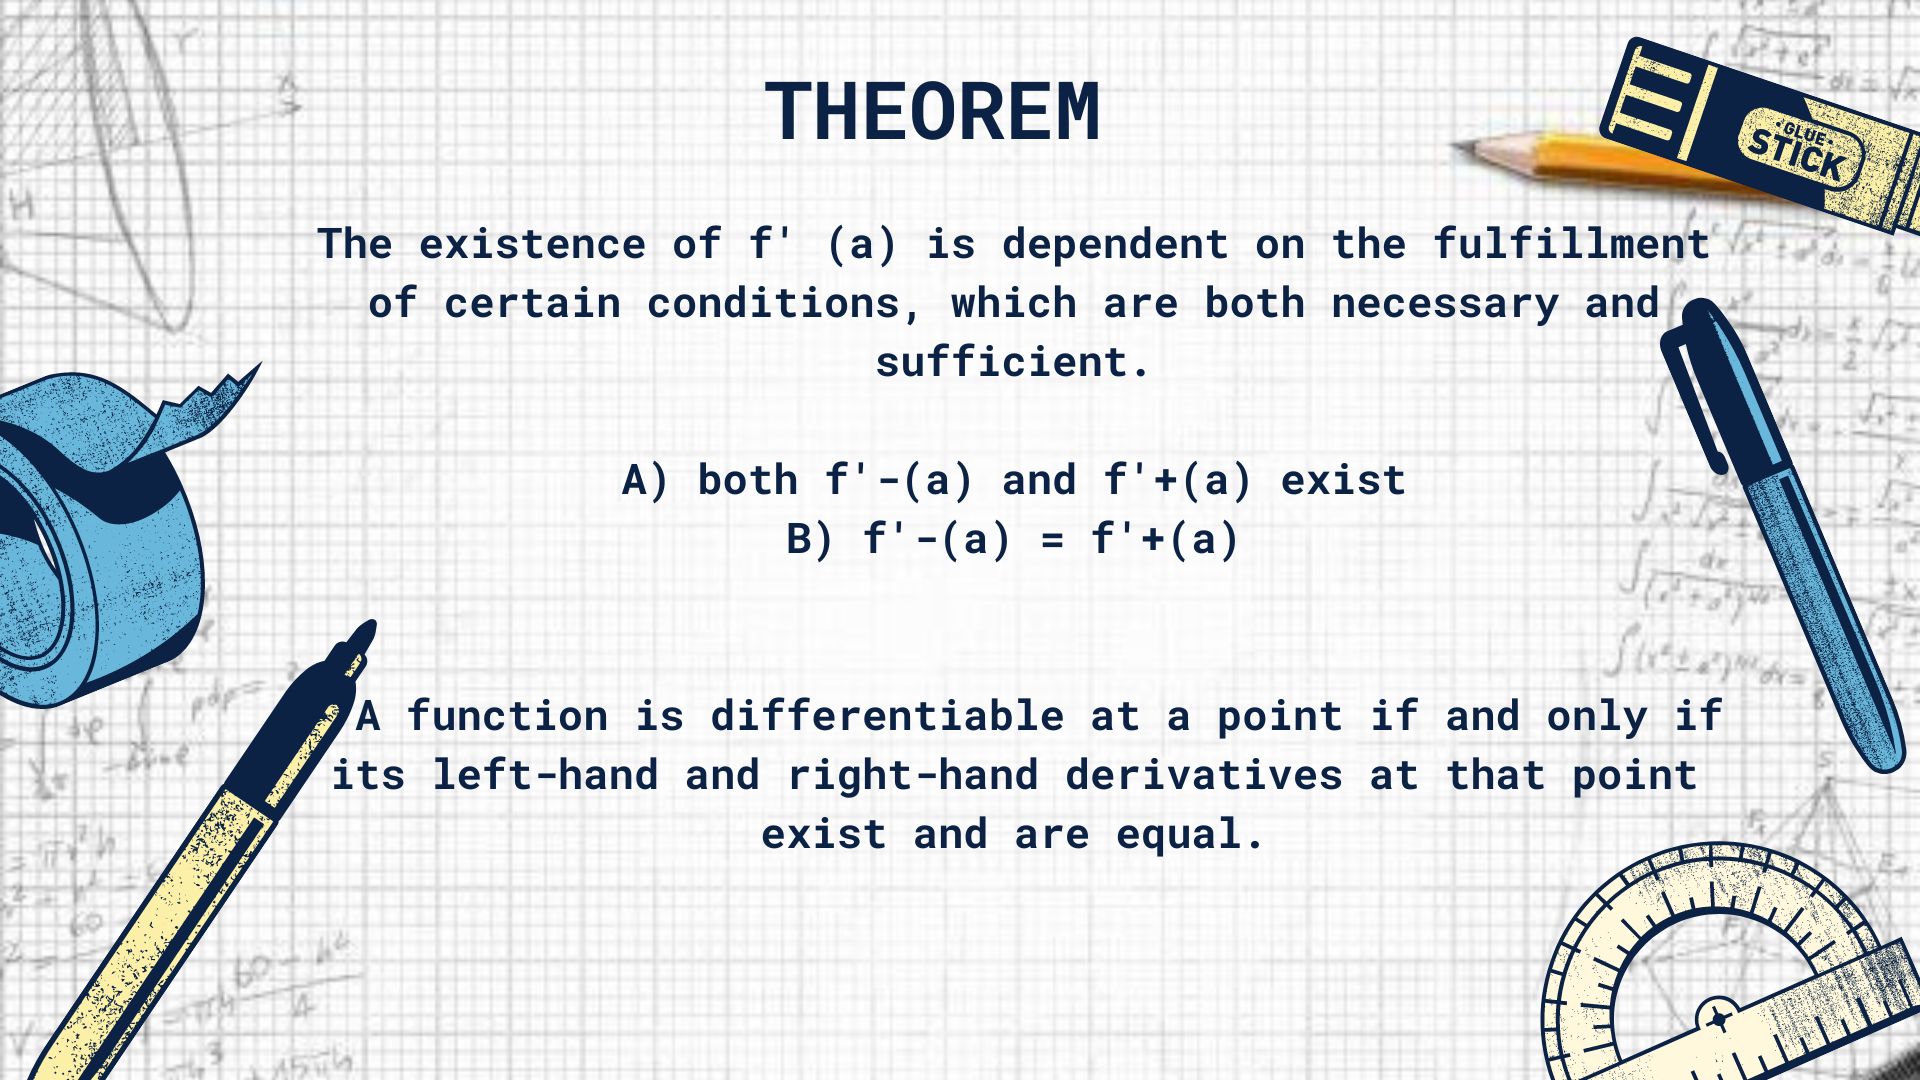 THEOREM
GLUE
STICK
The existence of f' (a) is dependent on the fulfillment
of certain conditions, which are both necessary and
sufficient.
A) both f'-(a) and f'+(a) exist
B) f'-(a) = f'+(a)
A function is differentiable at a point if and only if
its left-hand and right-hand derivatives at that point
exist and are equal.